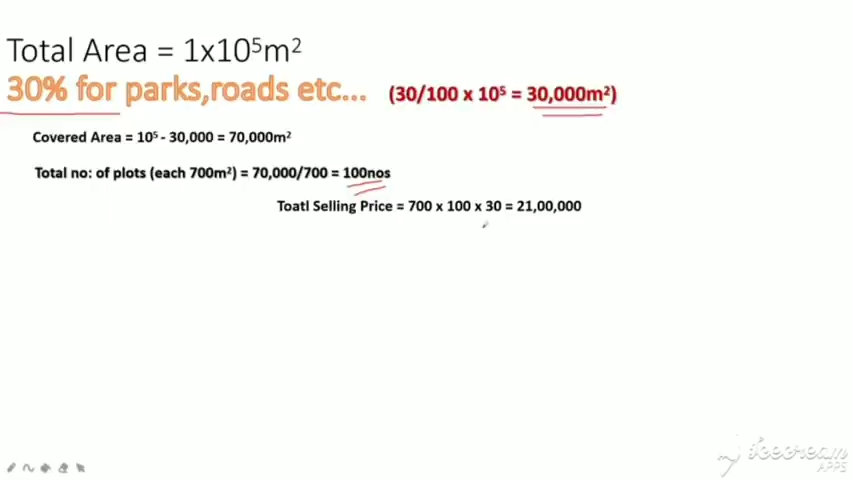 Total Area = 1x10⁵m²
30% for parks,roads etc... (30/100 x 10⁵ = 30,000m²)
Covered Area = 10⁵ - 30,000 = 70,000m²
Total no: of plots (each 700m²) = 70,000/700 = 100nos
Toatl Selling Price = 700 x 100 x 30 = 21,00,000
Icecream
APPS